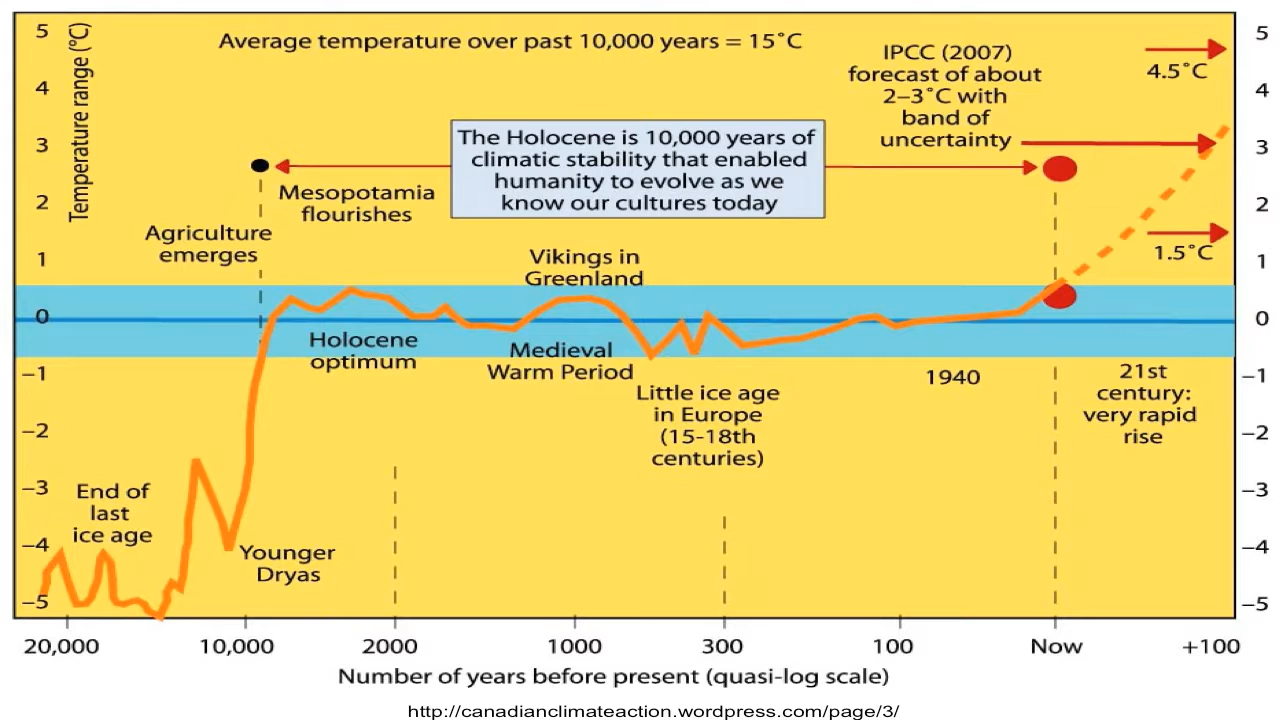 Average temperature over past 10,000 years = 15˚C
Temperature range (°C)
5
4
3
2
1
0
–1
–2
–3
–4
–5
IPCC (2007)
forecast of about
2–3˚C with
band of
uncertainty
4.5˚C
1.5˚C
The Holocene is 10,000 years of
climatic stability that enabled
humanity to evolve as we
know our cultures today
Mesopotamia
flourishes
Agriculture
emerges
Vikings in
Greenland
Holocene
optimum
Medieval
Warm Period
Little ice age
in Europe
(15-18th
centuries)
1940
21st
century:
very rapid
rise
End of
last
ice age
Younger
Dryas
5
4
3
2
1
0
–1
–2
–3
–4
–5
20,000 10,000 2000 1000 300 100 Now +100
Number of years before present (quasi-log scale)
http://canadianclimateaction.wordpress.com/page/3/